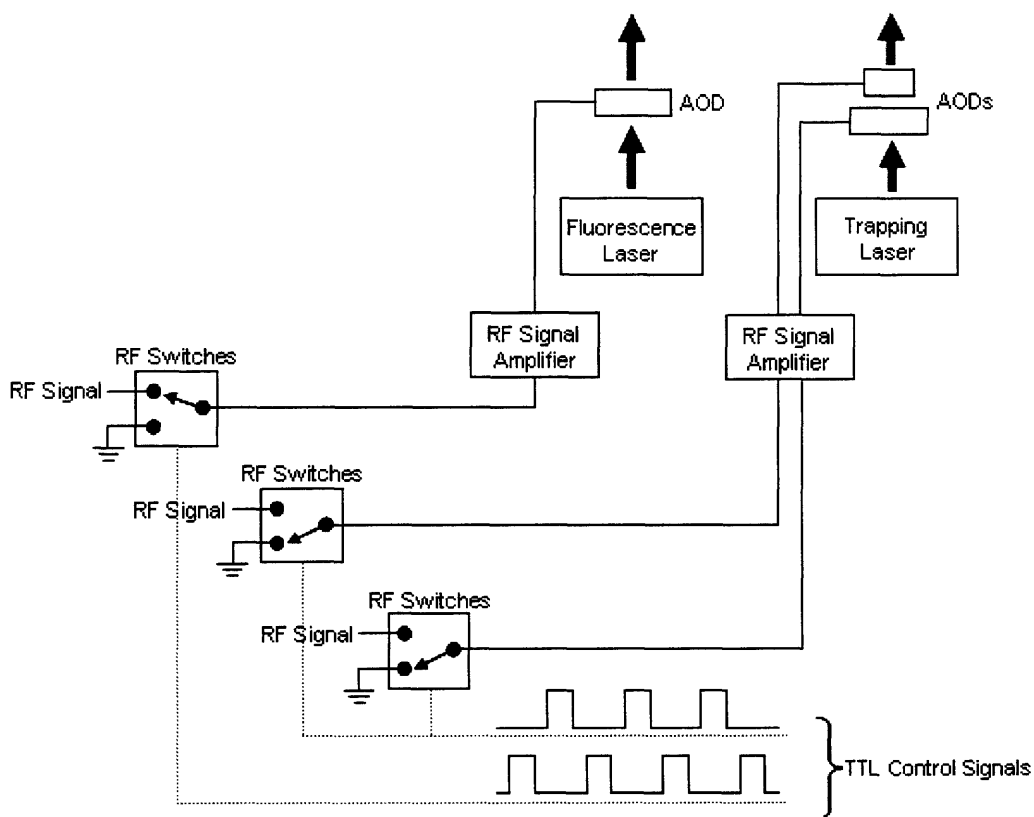 AOD
AODs
Fluorescence
Laser
Trapping
Laser
RF Signal
Amplifier
RF Signal
Amplifier
RF Switches
RF Signal
RF Switches
RF Signal
RF Switches
RF Signal
TTL Control Signals